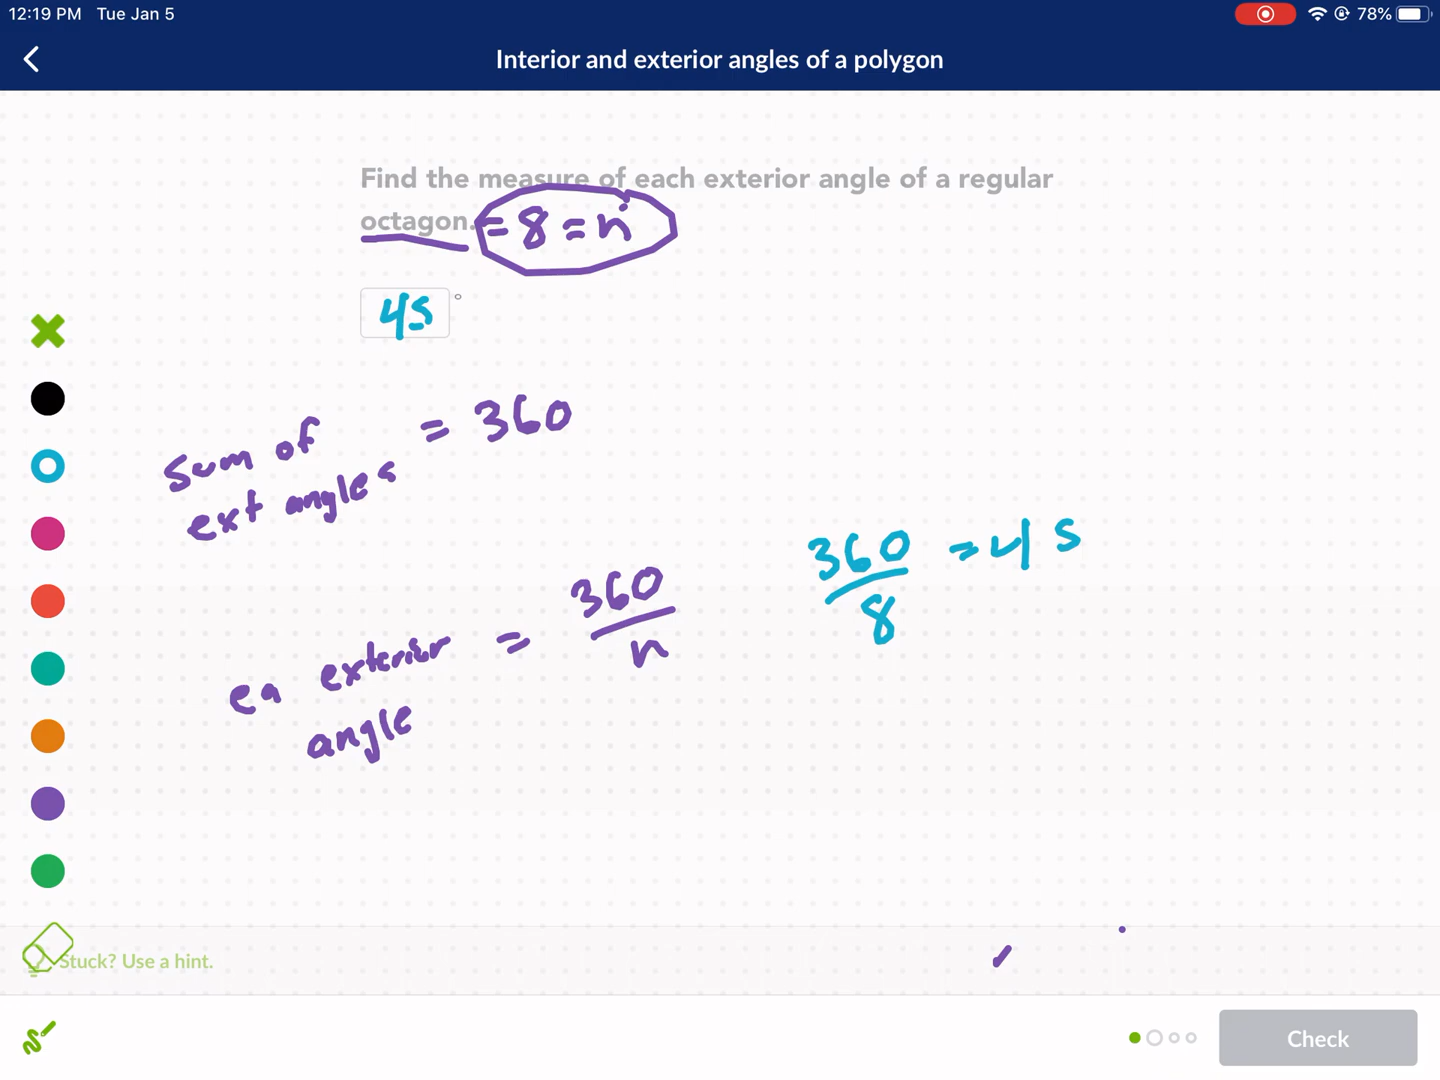 12:19 PM Tue Jan 5 78%
Interior and exterior angles of a polygon
Find the measure of each exterior angle of a regular
octagon. = 8 = n
45 °
sum of = 360
ext angles
360 = 45
8
ea exterior = 360
angle n
Stuck? Use a hint.
Check